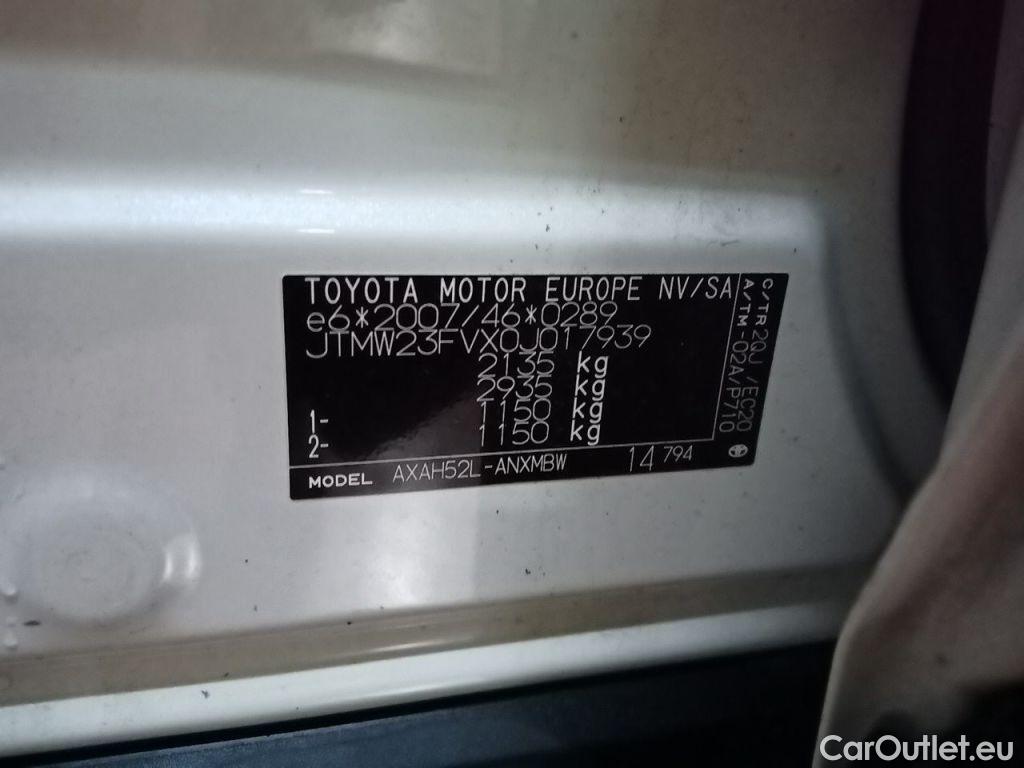 TOYOTA MOTOR EUROPE NV/SA
e6*2007/46*0289
JTMW23FVX0J017939
2135 kg
2935 kg
1- 1150 kg
2- 1150 kg
MODEL AXAH52L-ANXMBW 14 794
C/TR 2QJ /EC20
A/TM -02A/P710
CarOutlet.eu